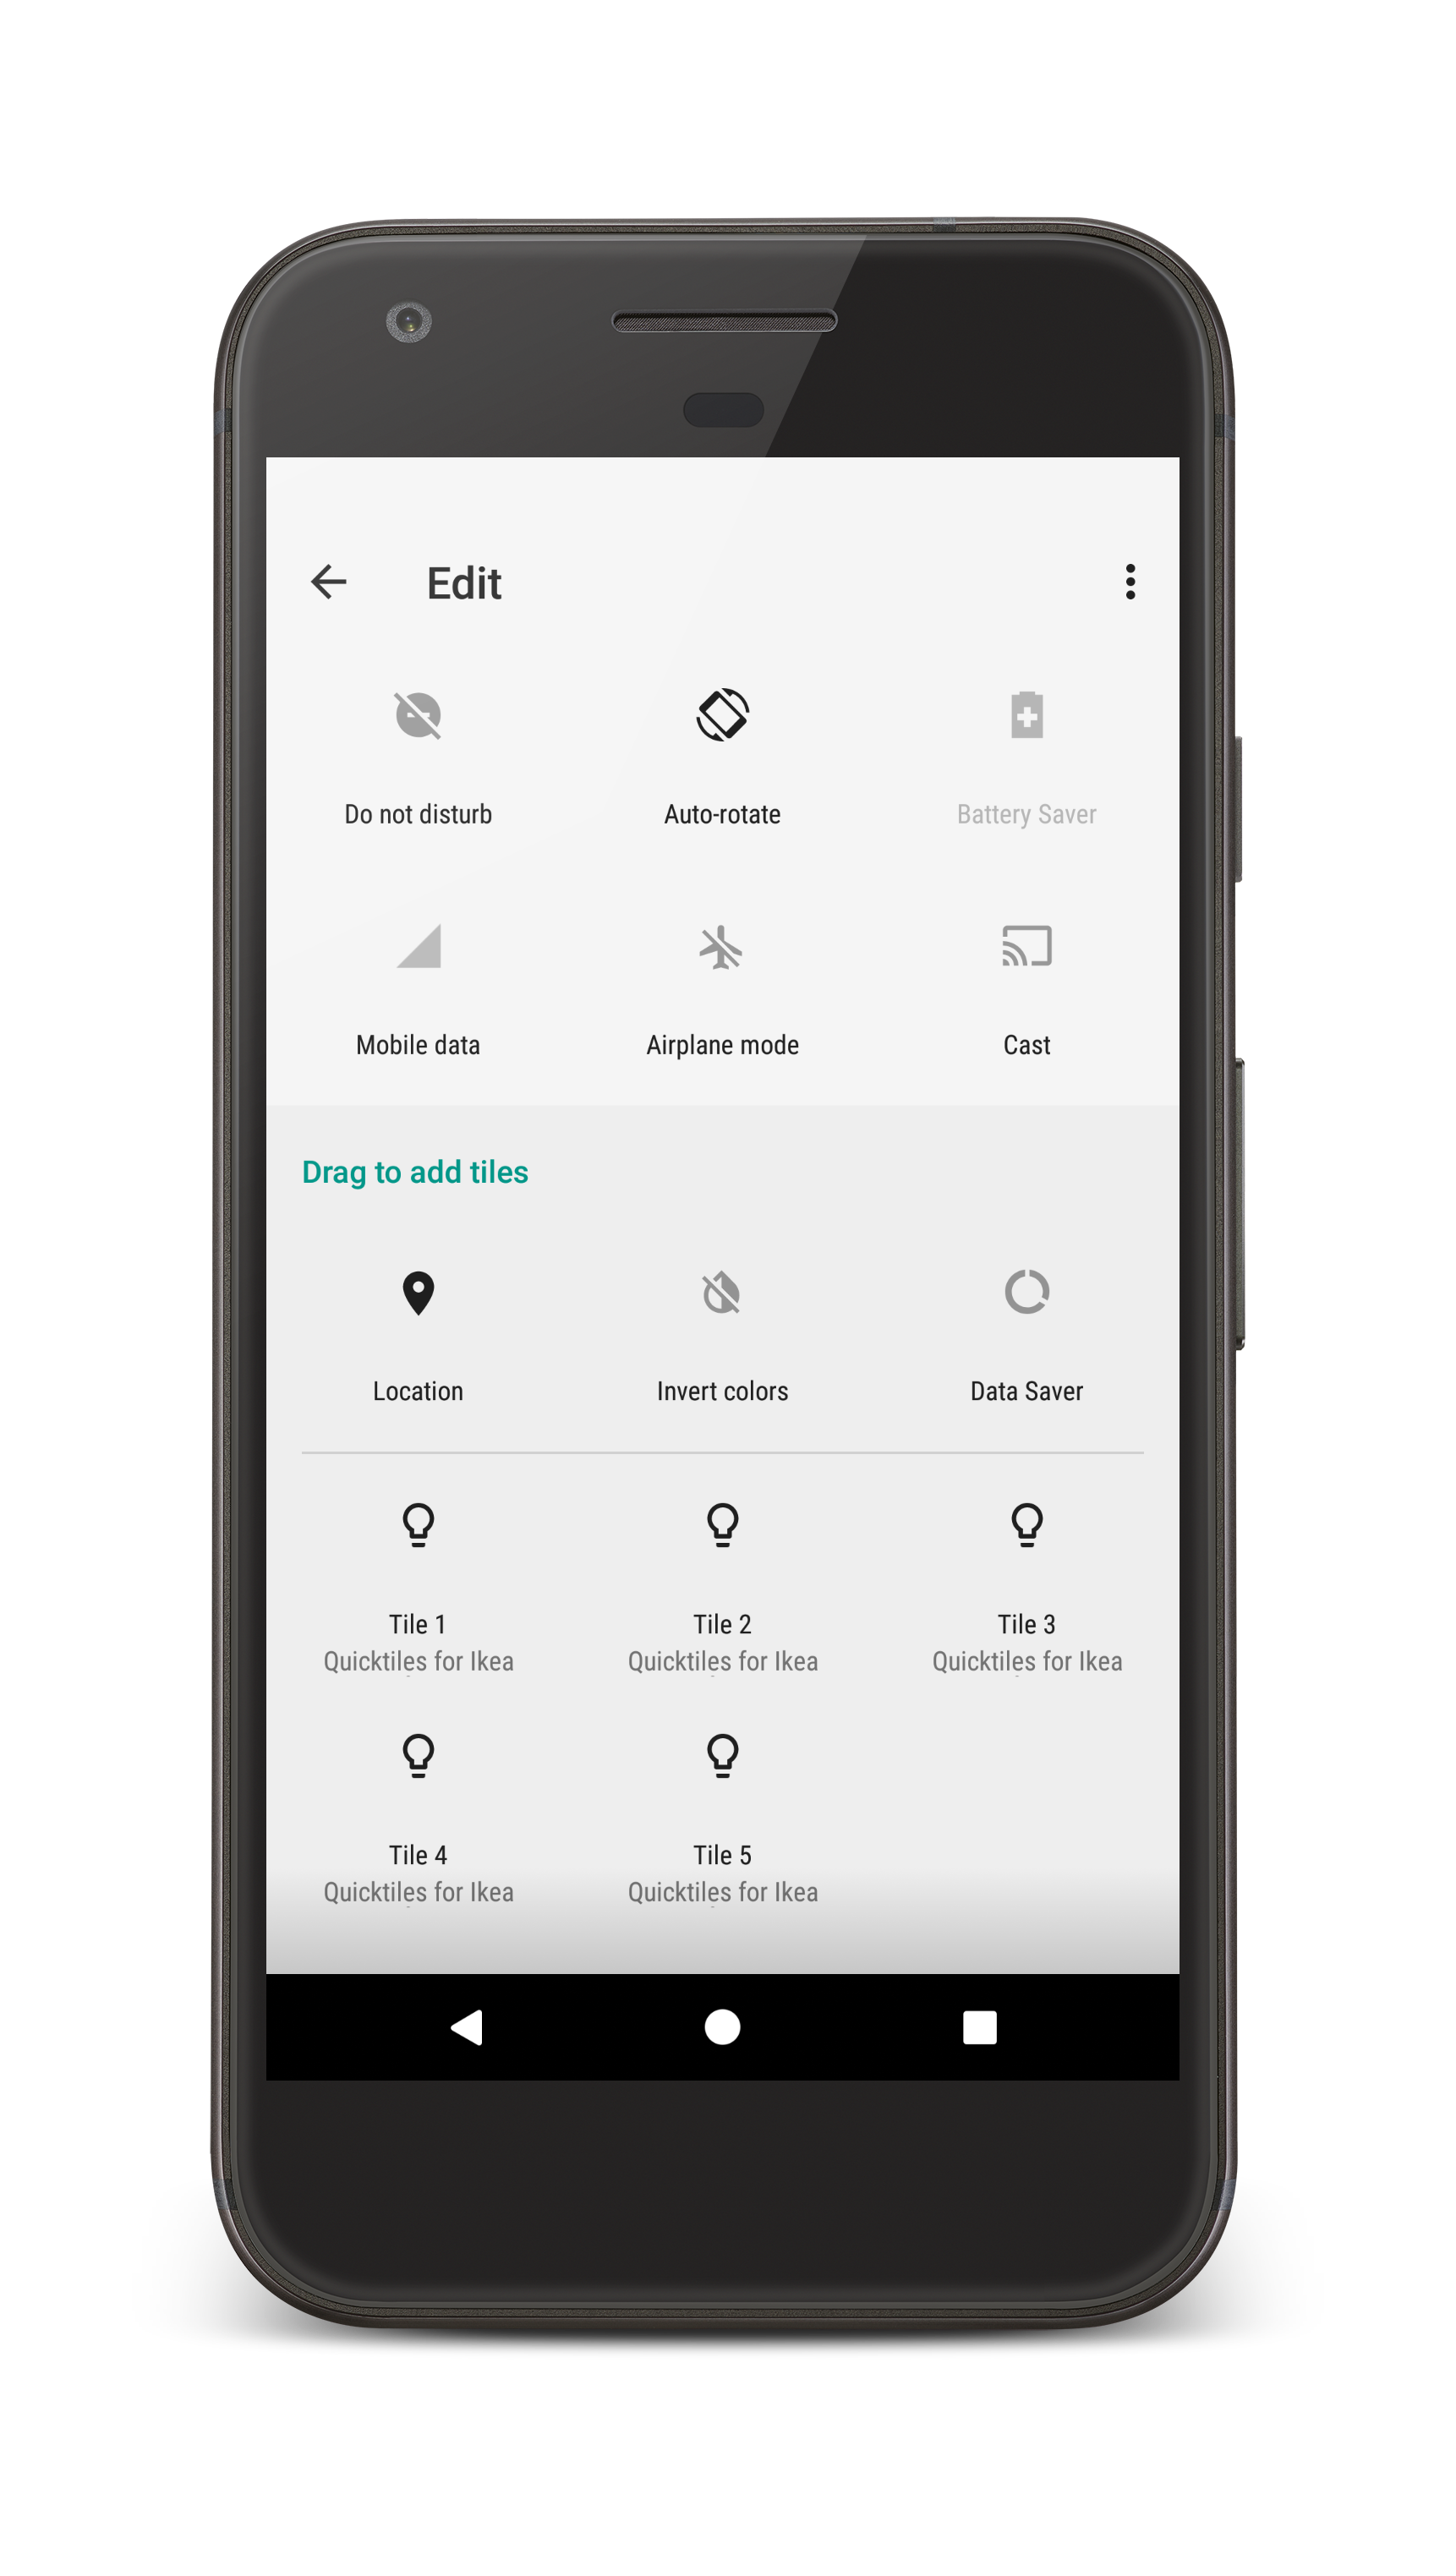 Edit
Do not disturb
Auto-rotate
Battery Saver
Mobile data
Airplane mode
Cast
Drag to add tiles
Location
Invert colors
Data Saver
Tile 1
Quicktiles for Ikea
Tile 2
Quicktiles for Ikea
Tile 3
Quicktiles for Ikea
Tile 4
Quicktiles for Ikea
Tile 5
Quicktiles for Ikea